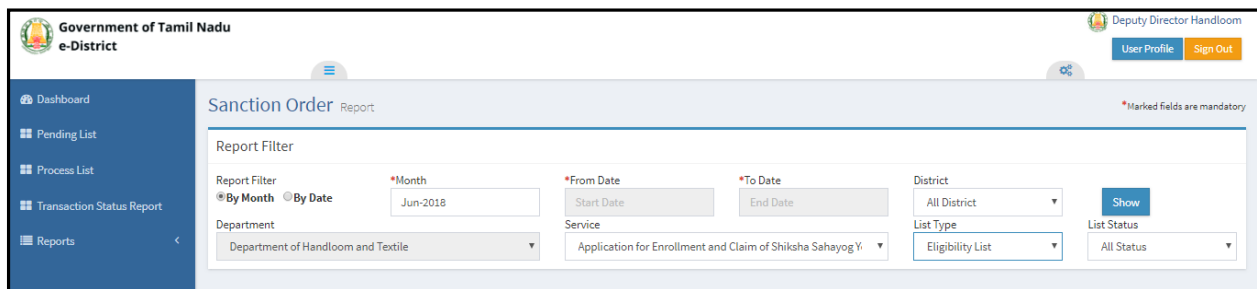 Government of Tamil Nadu
e-District
Deputy Director Handloom
User Profile Sign Out
Dashboard
Pending List
Process List
Transaction Status Report
Reports
Sanction Order Report
*Marked fields are mandatory
Report Filter
Report Filter *Month *From Date *To Date District
By Month By Date Jun-2018 Start Date End Date All District Show
Department Service List Type List Status
Department of Handloom and Textile Application for Enrollment and Claim of Shiksha Sahayog Eligibility List All Status